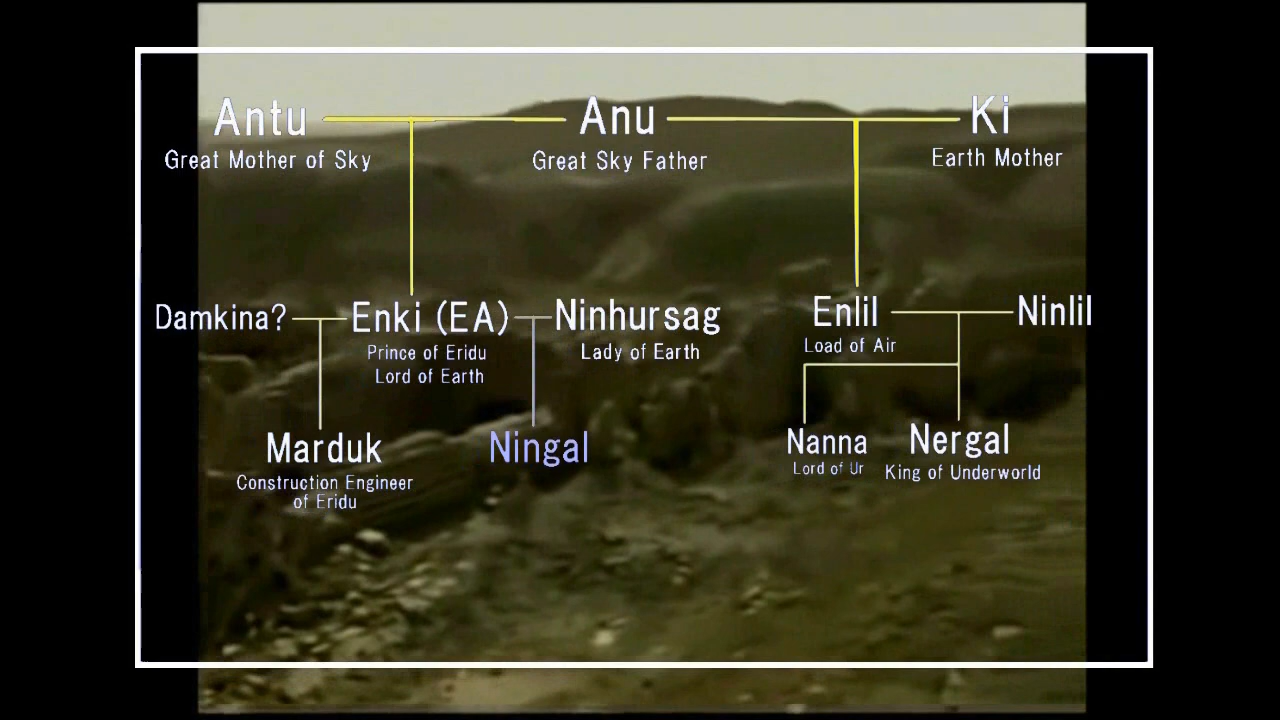 Antu Anu Ki
Great Mother of Sky Great Sky Father Earth Mother
Damkina? Enki (EA) Ninhursag Enlil Ninlil
Prince of Eridu Lady of Earth Load of Air
Lord of Earth
Marduk Ningal Nanna Nergal
Construction Engineer Lord of Ur King of Underworld
of Eridu